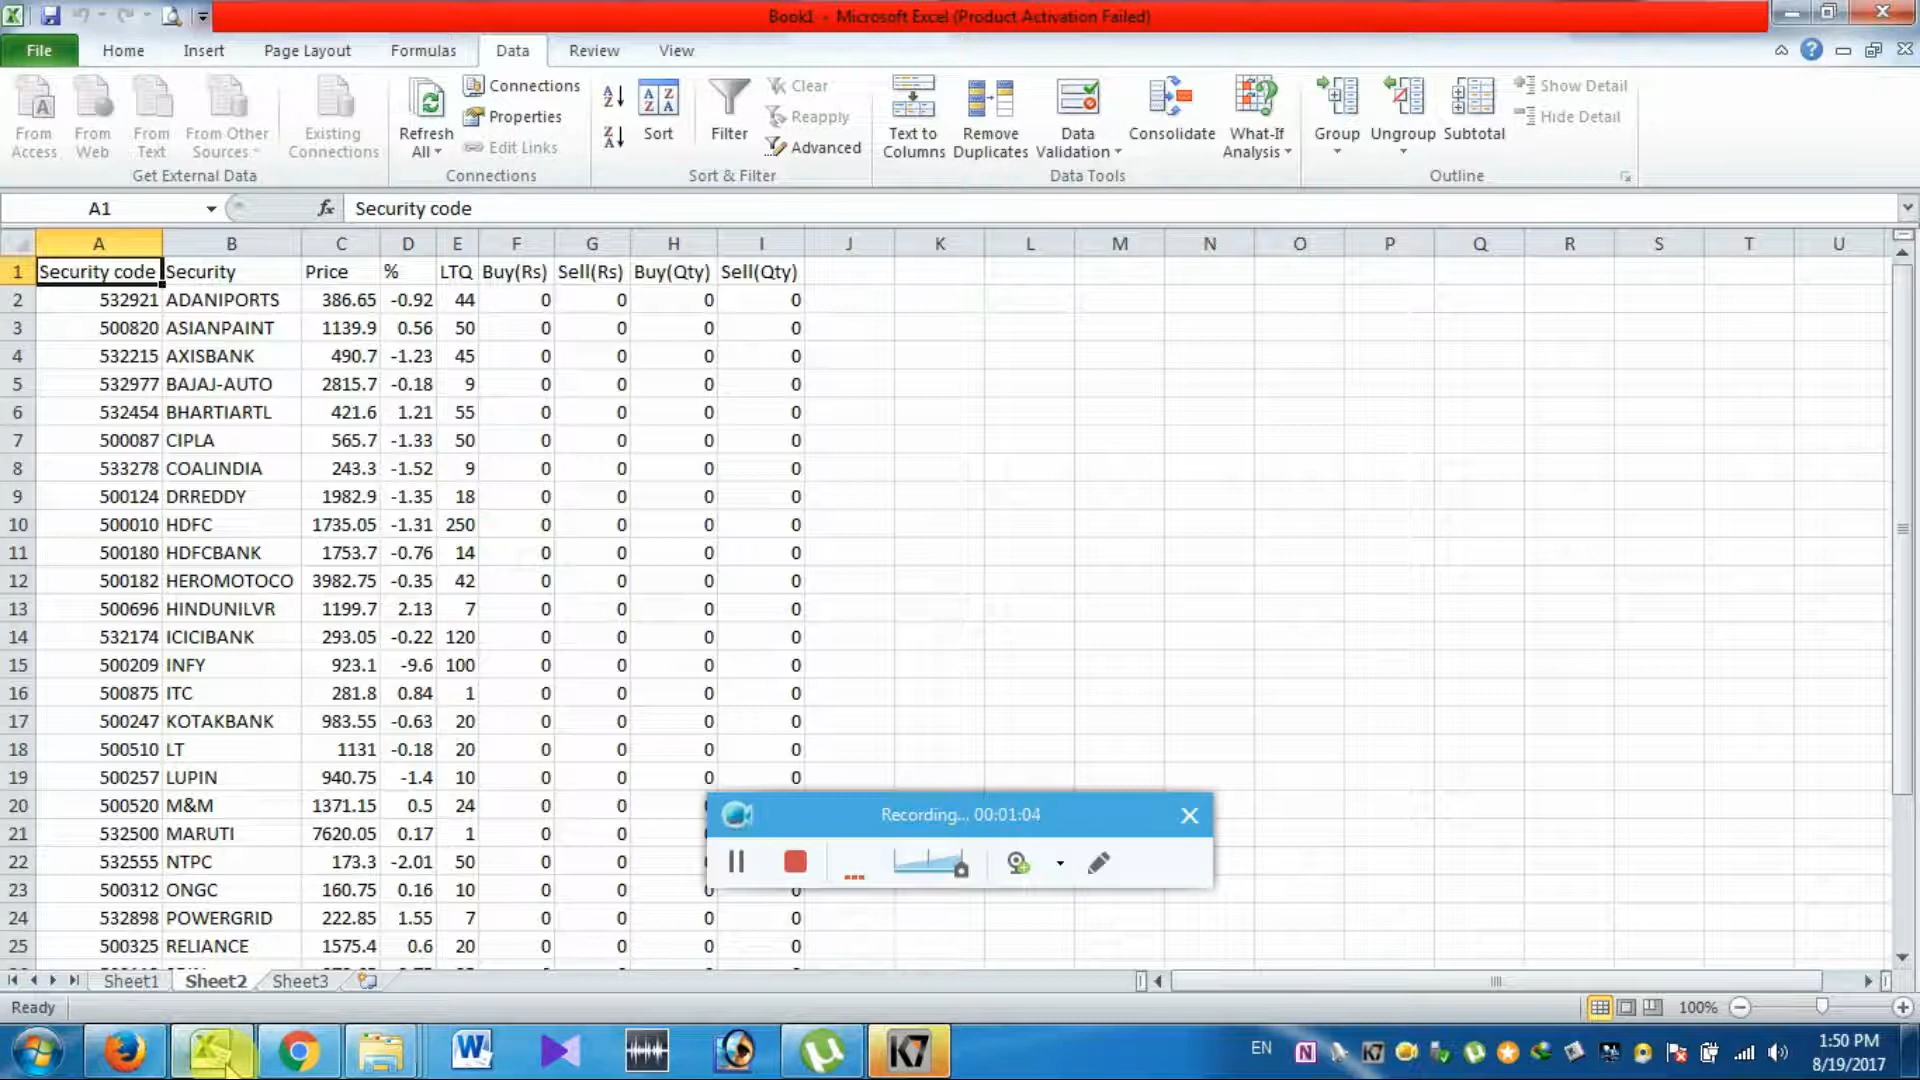 Book1 - Microsoft Excel (Product Activation Failed)
File Home Insert Page Layout Formulas Data Review View
From Access
From Web
From Text
From Other Sources
Existing Connections
Get External Data
Refresh All
Connections
Properties
Edit Links
Connections
Sort
Filter
Clear
Reapply
Advanced
Sort & Filter
Text to Columns
Remove Duplicates
Data Validation
Consolidate
What-If Analysis
Data Tools
Group
Ungroup
Subtotal
Show Detail
Hide Detail
Outline
A1 fx Security code
A B C D E F G H I J K L M N O P Q R S T U
1 Security code Security Price % LTQ Buy(Rs) Sell(Rs) Buy(Qty) Sell(Qty)
2 532921 ADANIPORTS 386.65 -0.92 44 0 0 0 0
3 500820 ASIANPAINT 1139.9 0.56 50 0 0 0 0
4 532215 AXISBANK 490.7 -1.23 45 0 0 0 0
5 532977 BAJAJ-AUTO 2815.7 -0.18 9 0 0 0 0
6 532454 BHARTIARTL 421.6 1.21 55 0 0 0 0
7 500087 CIPLA 565.7 -1.33 50 0 0 0 0
8 533278 COALINDIA 243.3 -1.52 9 0 0 0 0
9 500124 DRREDDY 1982.9 -1.35 18 0 0 0 0
10 500010 HDFC 1735.05 -1.31 250 0 0 0 0
11 500180 HDFCBANK 1753.7 -0.76 14 0 0 0 0
12 500182 HEROMOTOCO 3982.75 -0.35 42 0 0 0 0
13 500696 HINDUNILVR 1199.7 2.13 7 0 0 0 0
14 532174 ICICIBANK 293.05 -0.22 120 0 0 0 0
15 500209 INFY 923.1 -9.6 100 0 0 0 0
16 500875 ITC 281.8 0.84 1 0 0 0 0
17 500247 KOTAKBANK 983.55 -0.63 20 0 0 0 0
18 500510 LT 1131 -0.18 20 0 0 0 0
19 500257 LUPIN 940.75 -1.4 10 0 0 0 0
20 500520 M&M 1371.15 0.5 24 0 0
21 532500 MARUTI 7620.05 0.17 1 0 0
22 532555 NTPC 173.3 -2.01 50 0 0
23 500312 ONGC 160.75 0.16 10 0 0 0 0
24 532898 POWERGRID 222.85 1.55 7 0 0 0 0
25 500325 RELIANCE 1575.4 0.6 20 0 0 0 0
Recording... 00:01:04
Sheet1 Sheet2 Sheet3
Ready 100%
EN
1:50 PM
8/19/2017